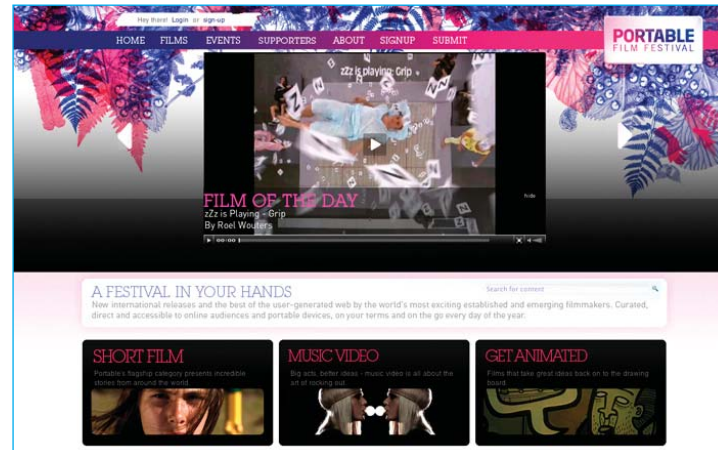 Hey there! Login or sign-up
HOME FILMS EVENTS SUPPORTERS ABOUT SIGNUP SUBMIT
PORTABLE
FILM FESTIVAL
zZz is playing: Grip
FILM OF THE DAY
zZz is Playing - Grip
By Roel Wouters
hide
00:00
A FESTIVAL IN YOUR HANDS
Search for content
New international releases and the best of the user-generated web by the world's most exciting established and emerging filmmakers. Curated,
direct and accessible to online audiences and portable devices, on your terms and on the go every day of the year.
SHORT FILM
Portable's flagship category presents incredible
stories from around the world.
MUSIC VIDEO
Big acts, better ideas - music video is all about the
art of rocking out.
GET ANIMATED
Films that take great ideas back on to the drawing
board.